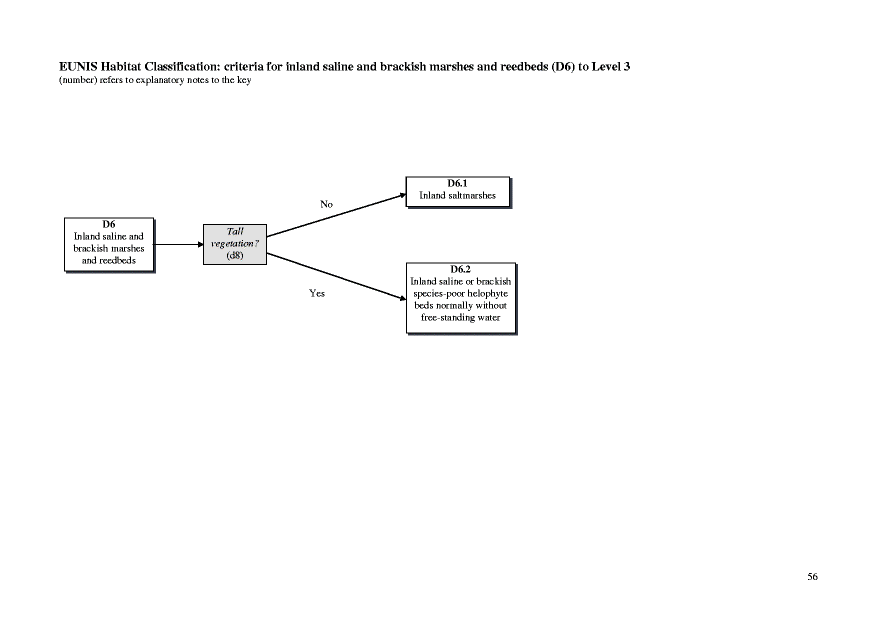 EUNIS Habitat Classification: criteria for inland saline and brackish marshes and reedbeds (D6) to Level 3
(number) refers to explanatory notes to the key
D6
Inland saline and
brackish marshes
and reedbeds
Tall
vegetation?
(d8)
No
D6.1
Inland saltmarshes
Yes
D6.2
Inland saline or brackish
species-poor helophyte
beds normally without
free-standing water
56